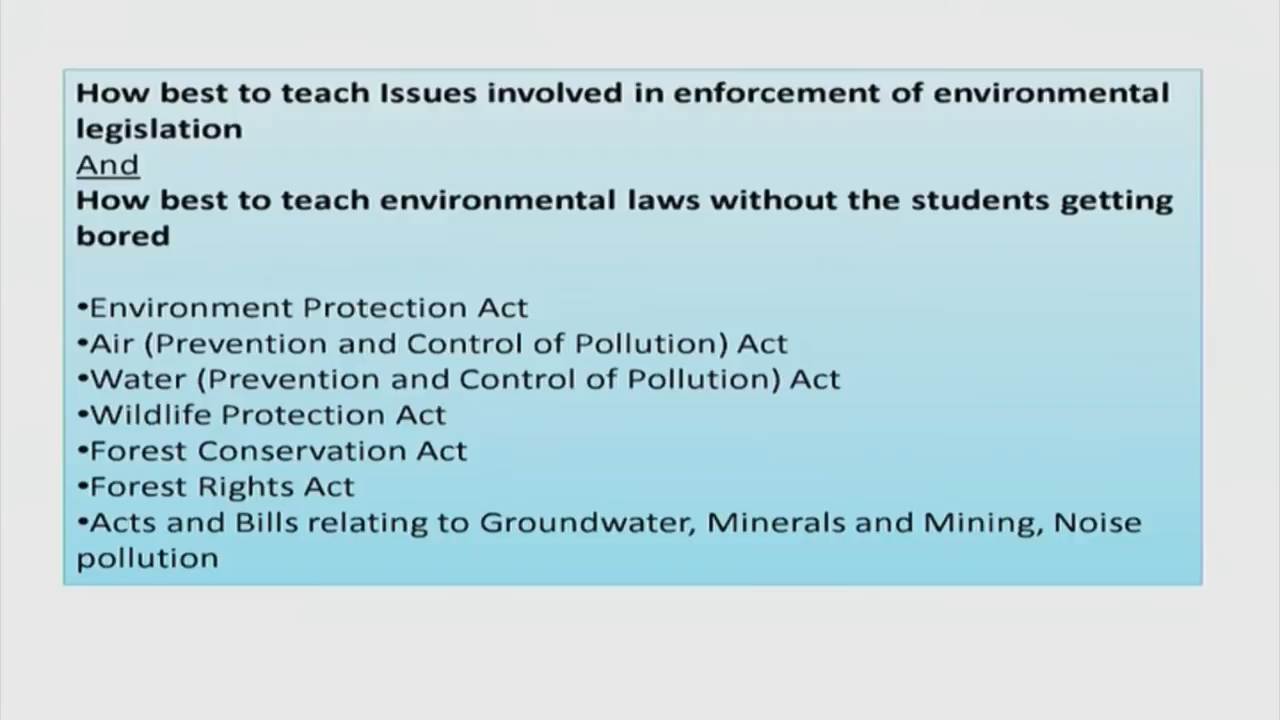 How best to teach Issues involved in enforcement of environmental
legislation
And
How best to teach environmental laws without the students getting
bored
•Environment Protection Act
•Air (Prevention and Control of Pollution) Act
•Water (Prevention and Control of Pollution) Act
•Wildlife Protection Act
•Forest Conservation Act
•Forest Rights Act
•Acts and Bills relating to Groundwater, Minerals and Mining, Noise
pollution